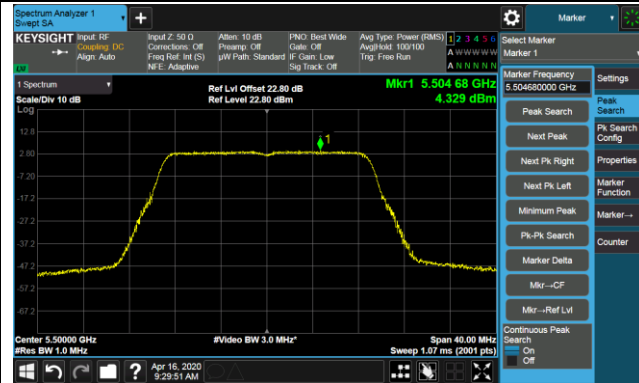 Spectrum Analyzer 1
Swept SA
+
Marker
KEYSIGHT
Input: RF
Coupling: DC
Align: Auto
Input Z: 50 Ω
Corrections: Off
Freq Ref: Int (S)
NFE: Adaptive
Atten: 10 dB
Preamp: Off
µW Path: Standard
PNO: Best Wide
Gate: Off
IF Gain: Low
Sig Track: Off
Avg Type: Power (RMS)
Avg|Hold: 100/100
Trig: Free Run
1 2 3 4 5 6
A W W W W W
A N N N N N
LXI
Select Marker
Marker 1
1 Spectrum
Scale/Div 10 dB
Log
Ref Lvl Offset 22.80 dB
Ref Level 22.80 dBm
Mkr1 5.504 68 GHz
4.329 dBm
1
12.8
2.80
-7.20
-17.2
-27.2
-37.2
-47.2
-57.2
-67.2
Center 5.50000 GHz
#Res BW 1.0 MHz
#Video BW 3.0 MHz*
Span 40.00 MHz
Sweep 1.07 ms (2001 pts)
Marker Frequency
5.504680000 GHz
Peak Search
Next Peak
Next Pk Right
Next Pk Left
Minimum Peak
Pk-Pk Search
Marker Delta
Mkr→CF
Mkr→Ref Lvl
Continuous Peak
Search
On
Off
Settings
Peak
Search
Pk Search
Config
Properties
Marker
Function
Marker→
Counter
?
Apr 16, 2020
9:29:51 AM